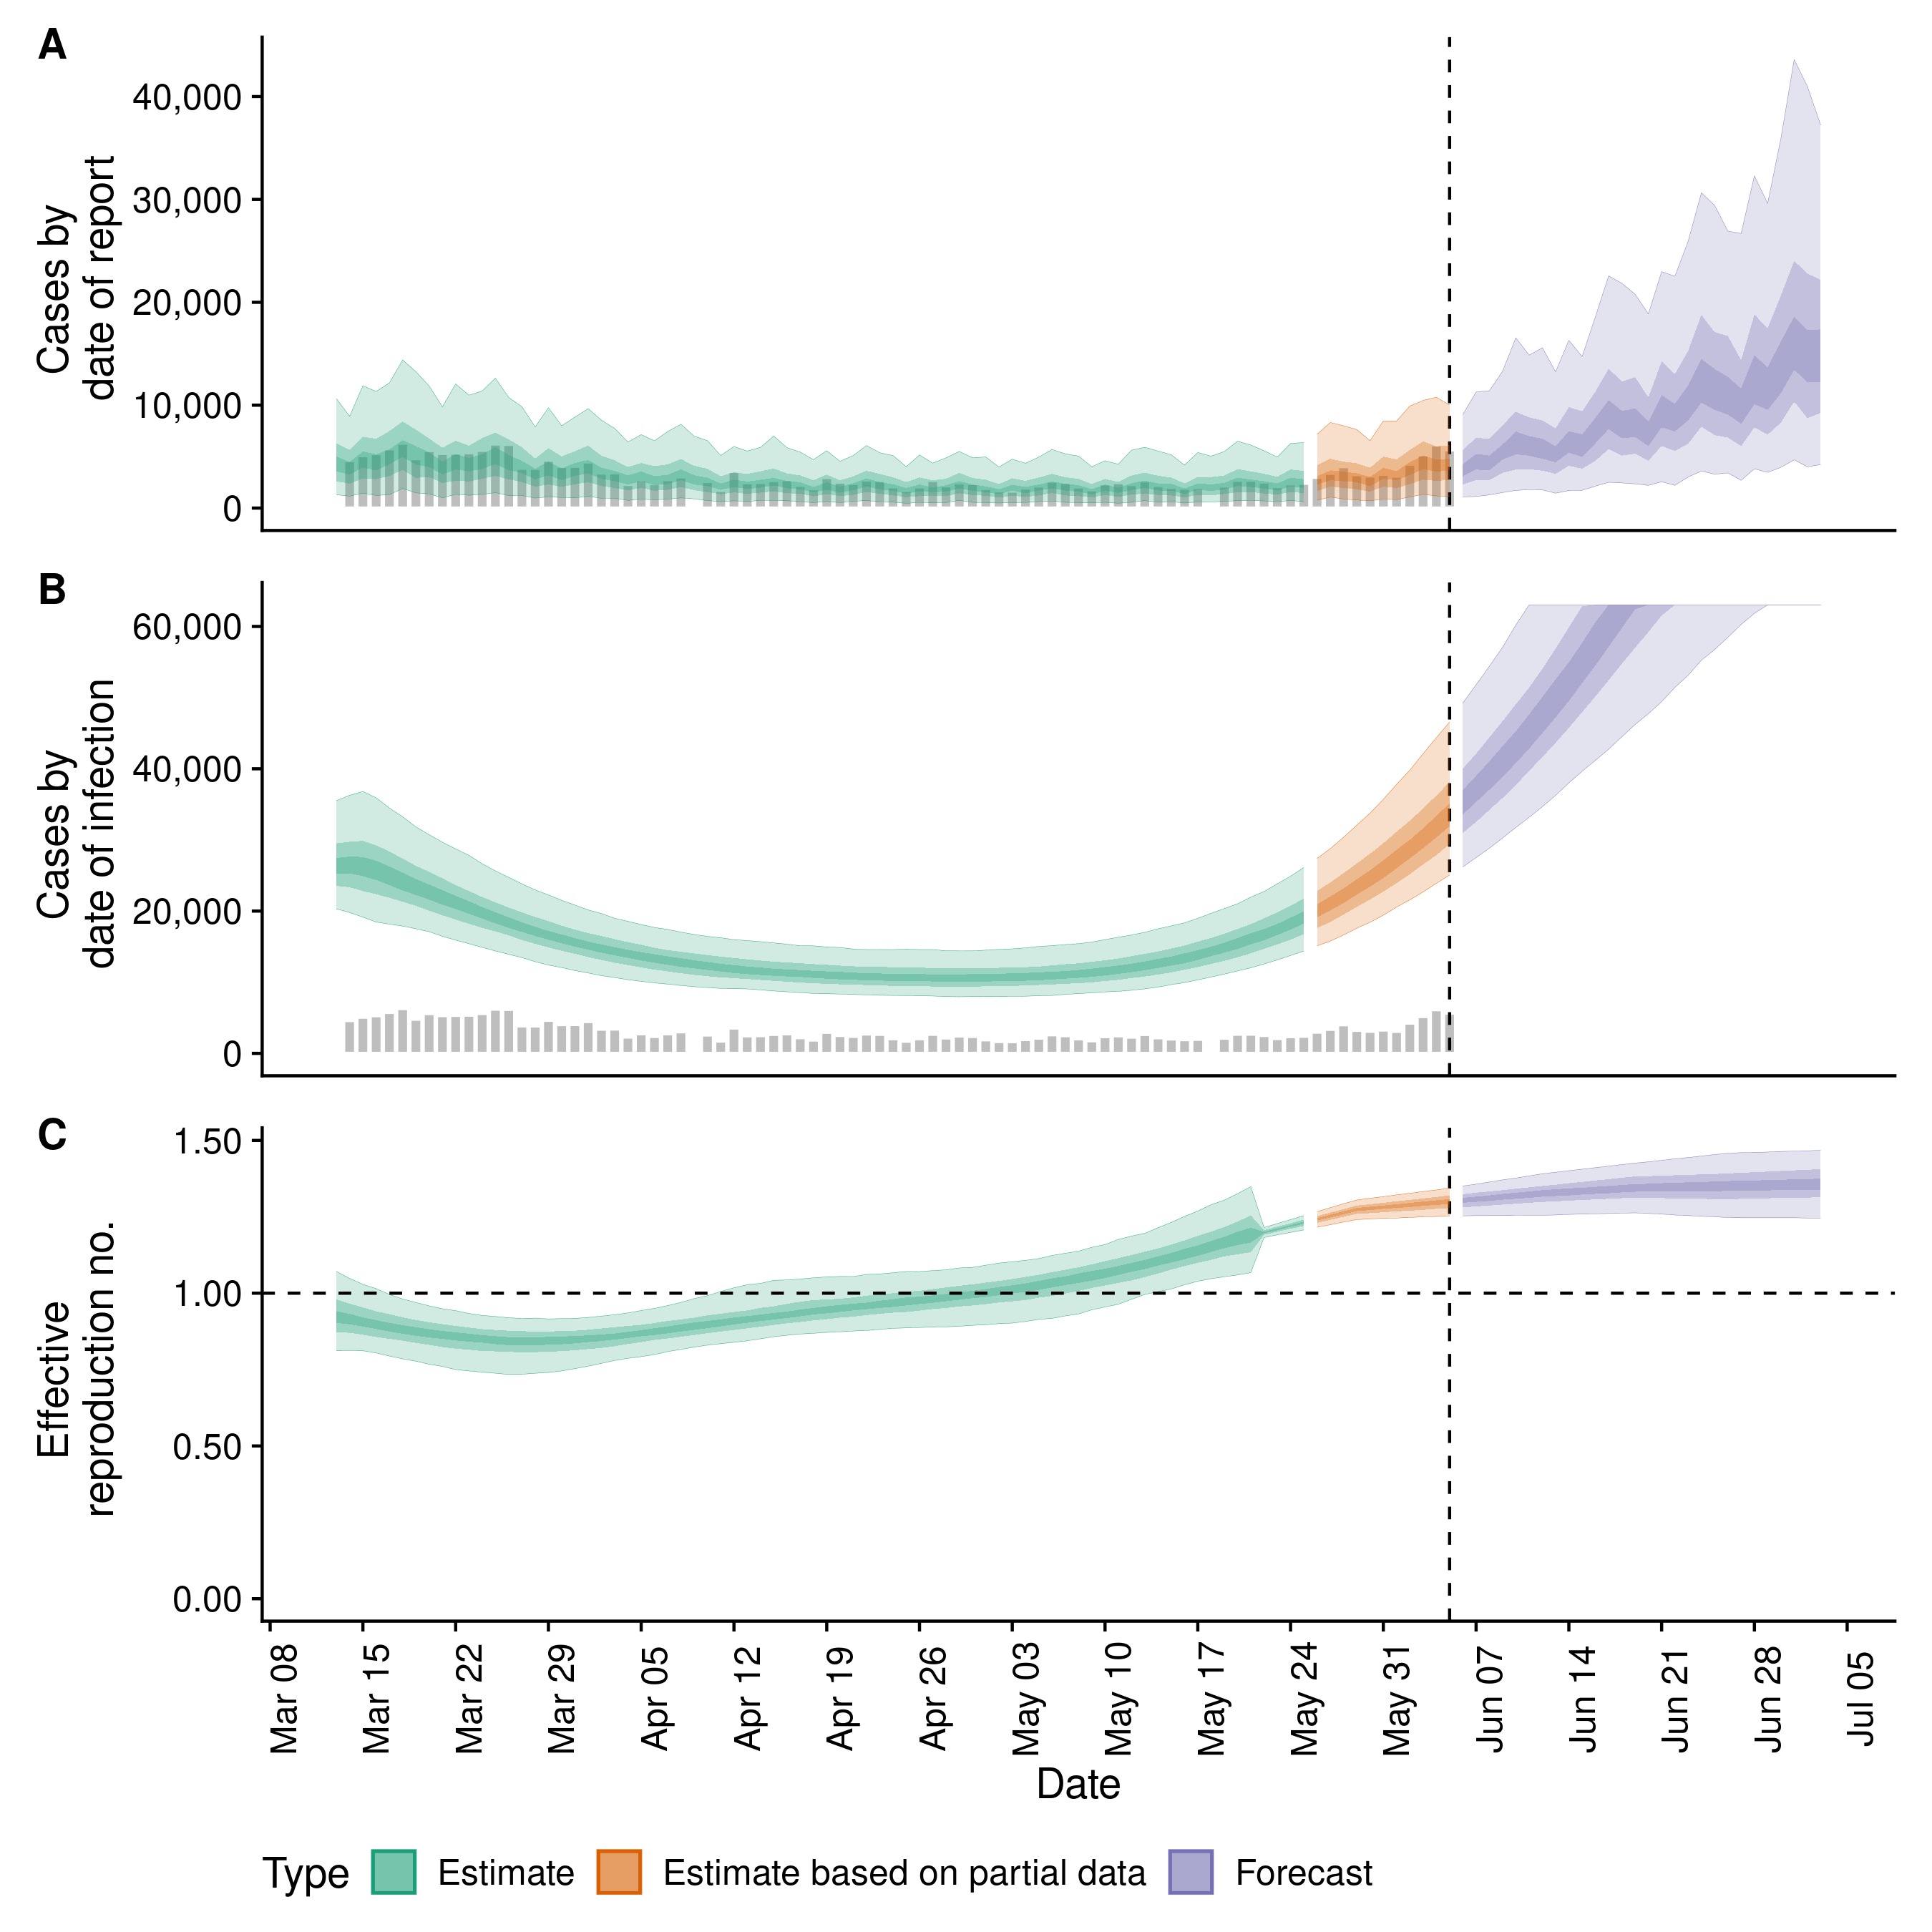 A
Cases by
date of report
40,000
30,000
20,000
10,000
0
B
Cases by
date of infection
60,000
40,000
20,000
0
C
Effective
reproduction no.
1.50
1.00
0.50
0.00
Mar 08
Mar 15
Mar 22
Mar 29
Apr 05
Apr 12
Apr 19
Apr 26
May 03
May 10
May 17
May 24
May 31
Jun 07
Jun 14
Jun 21
Jun 28
Jul 05
Date
Type
Estimate
Estimate based on partial data
Forecast